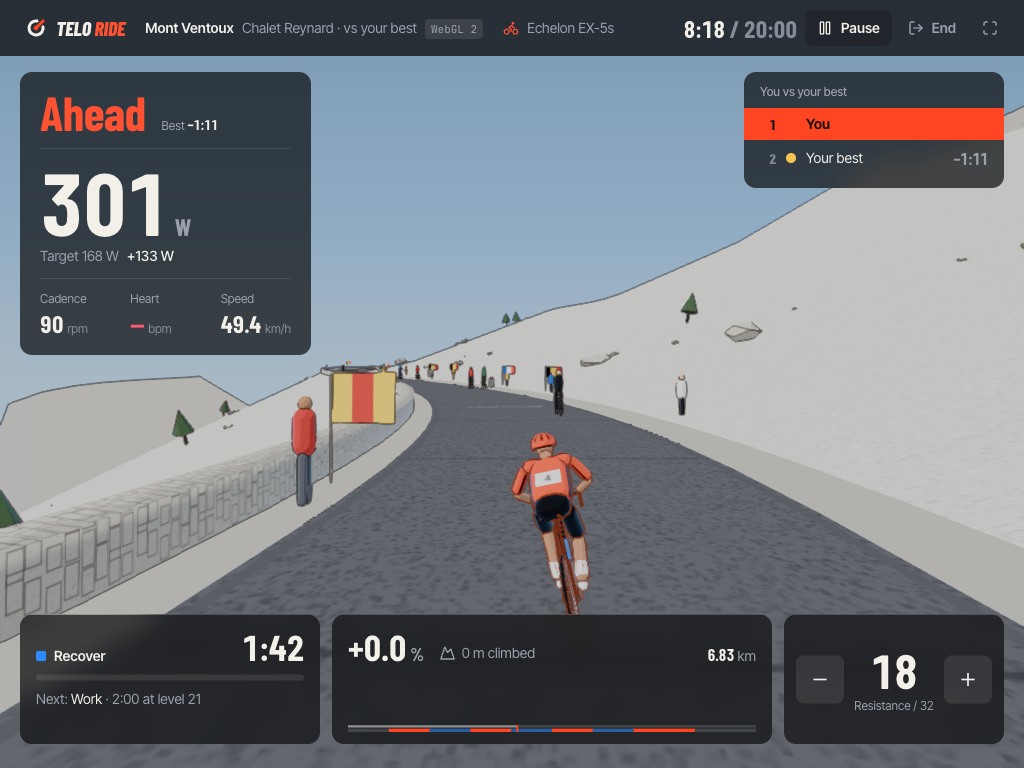 TELO RIDE Mont Ventoux Chalet Reynard · vs your best WebGL 2 Echelon EX-5s 8:18 / 20:00 Pause End
Ahead Best −1:11
301 W
Target 168 W +133 W
Cadence Heart Speed
90 rpm – bpm 49.4 km/h
You vs your best
1 You
2 Your best −1:11
4
Recover 1:42
Next: Work · 2:00 at level 21
+0.0 % 0 m climbed 6.83 km
− 18 +
Resistance / 32